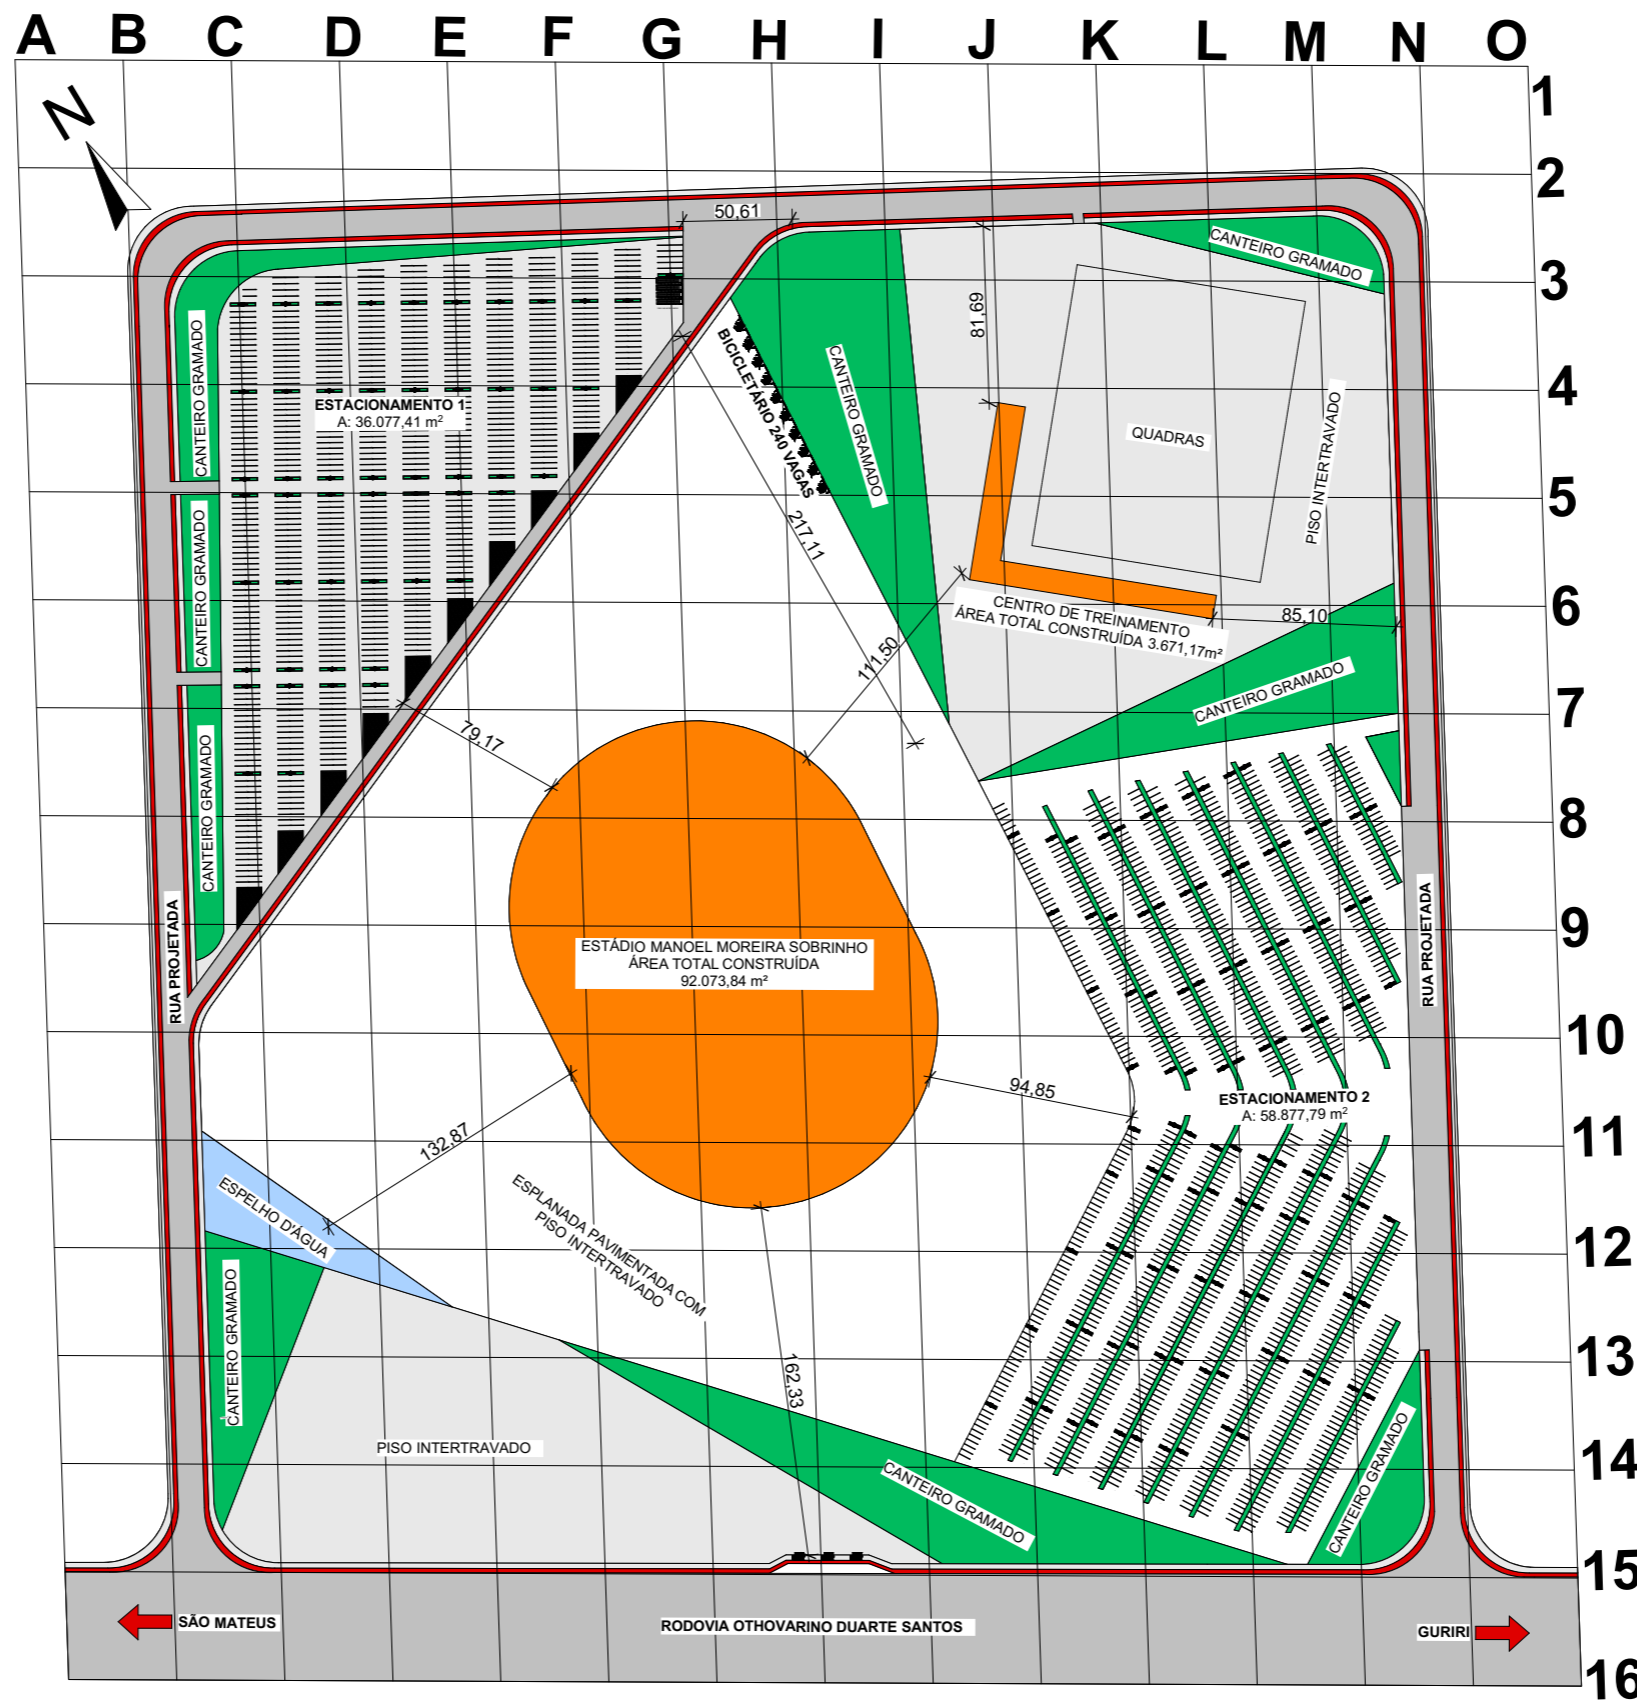 A B C D E F G H I J K L M N O
1
N
2
50,61
CANTEIRO GRAMADO
3
81,69
CANTEIRO GRAMADO
BICICLETÁRIO 240 VAGAS
CANTEIRO GRAMADO
4
ESTACIONAMENTO 1
A: 36.077,41 m²
QUADRAS
PISO INTERTRAVADO
5
217,11
CANTEIRO GRAMADO
6
CENTRO DE TREINAMENTO
ÁREA TOTAL CONSTRUÍDA 3.671,17m²
85,10
111,50
CANTEIRO GRAMADO
7
79,17
CANTEIRO GRAMADO
8
RUA PROJETADA
RUA PROJETADA
9
ESTÁDIO MANOEL MOREIRA SOBRINHO
ÁREA TOTAL CONSTRUÍDA
92.073,84 m²
10
94,85
ESTACIONAMENTO 2
A: 58.877,79 m²
11
132,87
ESPELHO D'ÁGUA
ESPLANADA PAVIMENTADA COM
PISO INTERTRAVADO
12
CANTEIRO GRAMADO
13
162,33
PISO INTERTRAVADO
14
CANTEIRO GRAMADO
CANTEIRO GRAMADO
15
SÃO MATEUS
RODOVIA OTHOVARINO DUARTE SANTOS
GURIRI
16